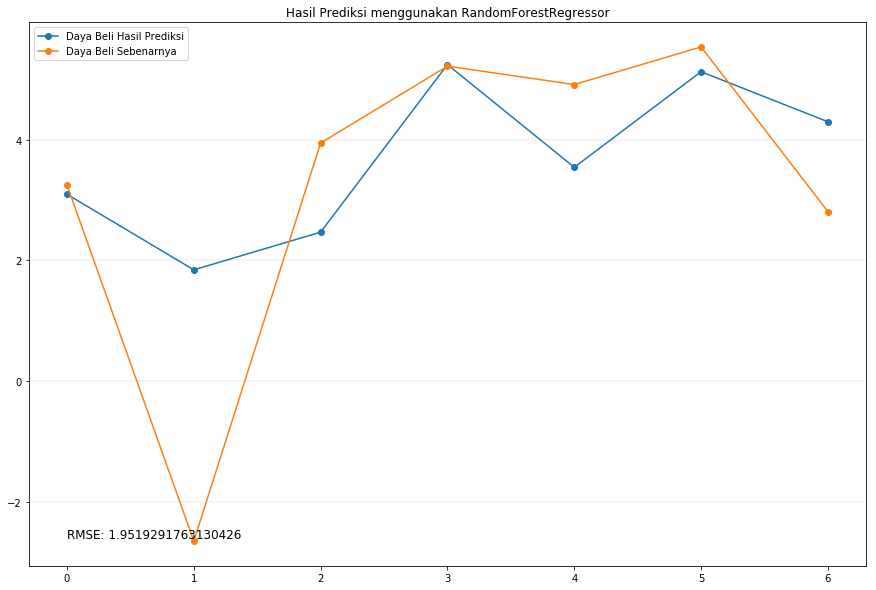 Hasil Prediksi menggunakan RandomForestRegressor
Daya Beli Hasil Prediksi
Daya Beli Sebenarnya
4
2
0
−2
RMSE: 1.9519291763130426
0 1 2 3 4 5 6